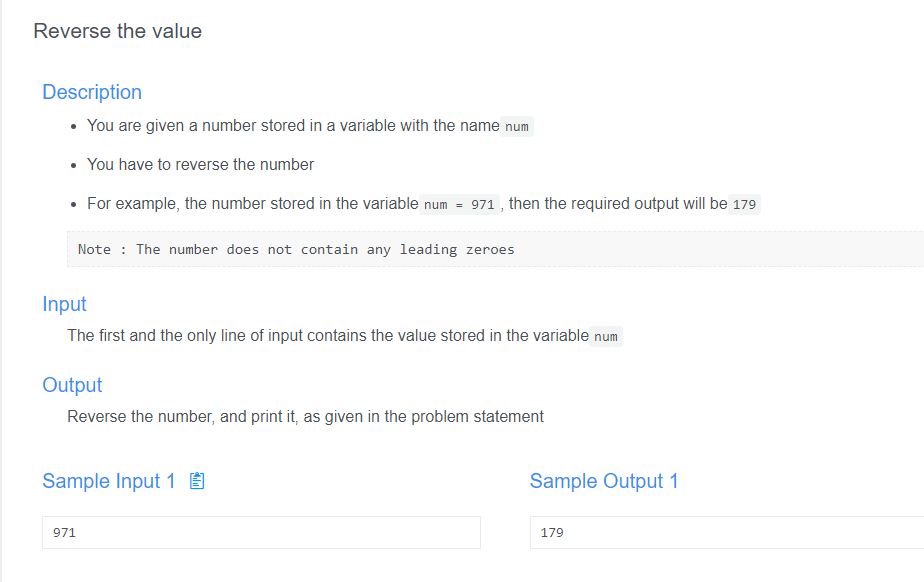 Reverse the value
Description
You are given a number stored in a variable with the name num
You have to reverse the number
For example, the number stored in the variable num = 971 , then the required output will be 179
Note : The number does not contain any leading zeroes
Input
The first and the only line of input contains the value stored in the variable num
Output
Reverse the number, and print it, as given in the problem statement
Sample Input 1
Sample Output 1
971
179